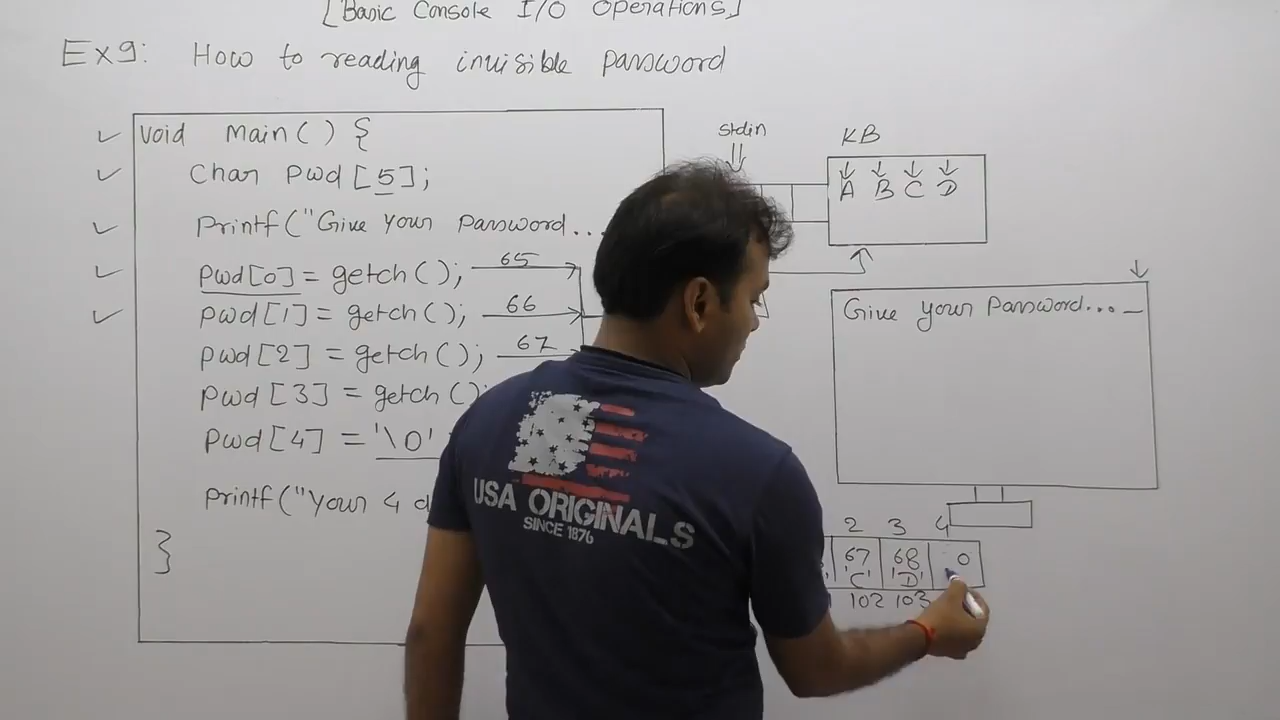 [Basic Console I/O Operations]
Ex9: How to reading invisible password
void main() {
char pwd[5];
printf("Give your password...
pwd[0] = getch(); 65
pwd[1] = getch(); 66
pwd[2] = getch(); 67
pwd[3] = getch()
pwd[4] = '\0'
printf("Your 4 d
}
stdin
KB
A B C D
Give your password..._
2 3 4
67 68 0
'C' 'D'
102 103
USA ORIGINALS
SINCE 1876